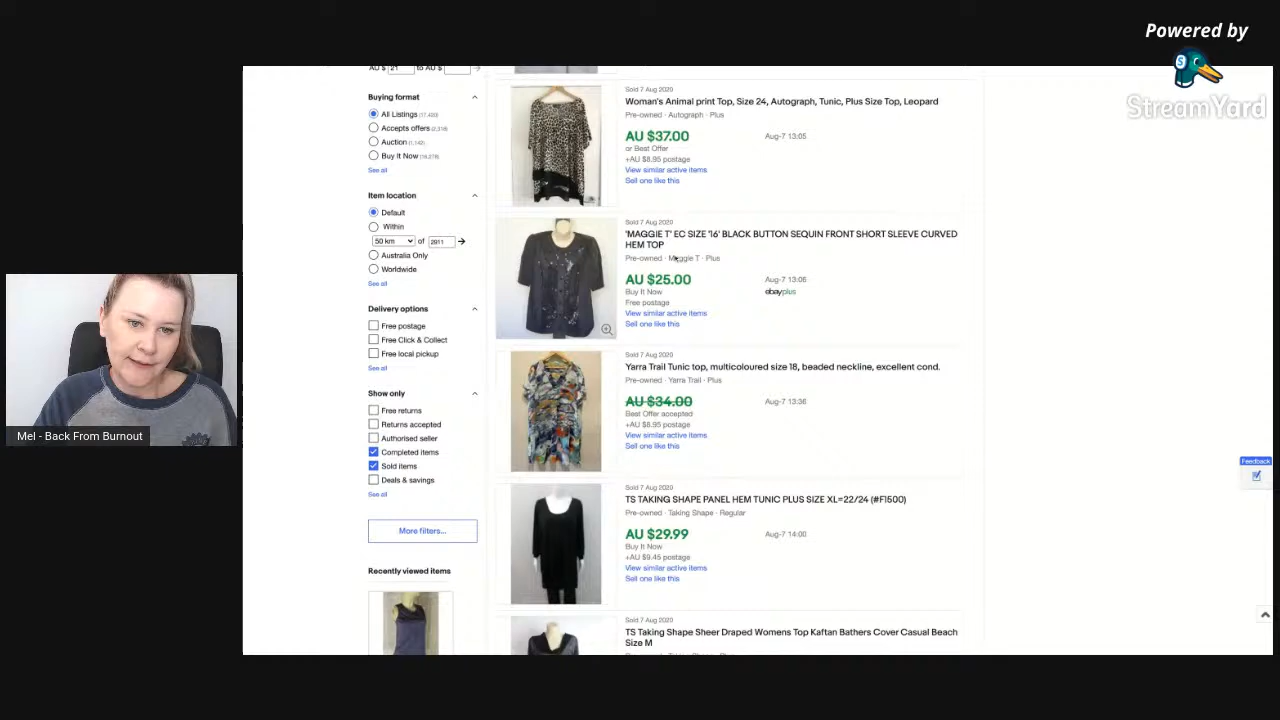 Powered by
StreamYard
AU $ 21 to AU $
Buying format
All Listings (17,420)
Accepts offers
Auction (1,142)
Buy It Now
See all
Item location
Default
Within
50 km of 2911
Australia Only
Worldwide
See all
Delivery options
Free postage
Free Click & Collect
Free local pickup
See all
Show only
Free returns
Returns accepted
Authorised seller
Completed items
Sold items
Deals & savings
See all
More filters...
Recently viewed items
Sold 7 Aug 2020
Woman's Animal print Top, Size 24, Autograph, Tunic, Plus Size Top, Leopard
Pre-owned · Autograph · Plus
AU $37.00 Aug-7 13:05
or Best Offer
+AU $8.95 postage
View similar active items
Sell one like this
Sold 7 Aug 2020
'MAGGIE T' EC SIZE '16' BLACK BUTTON SEQUIN FRONT SHORT SLEEVE CURVED
HEM TOP
Pre-owned · Maggie T · Plus
AU $25.00 Aug-7 13:06
Buy It Now ebayplus
Free postage
View similar active items
Sell one like this
Sold 7 Aug 2020
Yarra Trail Tunic top, multicoloured size 18, beaded neckline, excellent cond.
Pre-owned · Yarra Trail · Plus
AU $34.00 Aug-7 13:36
Best Offer accepted
+AU $8.95 postage
View similar active items
Sell one like this
Sold 7 Aug 2020
TS TAKING SHAPE PANEL HEM TUNIC PLUS SIZE XL=22/24 (#F1500)
Pre-owned · Taking Shape · Regular
AU $29.99 Aug-7 14:00
Buy It Now
+AU $9.45 postage
View similar active items
Sell one like this
Sold 7 Aug 2020
TS Taking Shape Sheer Draped Womens Top Kaftan Bathers Cover Casual Beach
Size M
Mel - Back From Burnout
Feedback